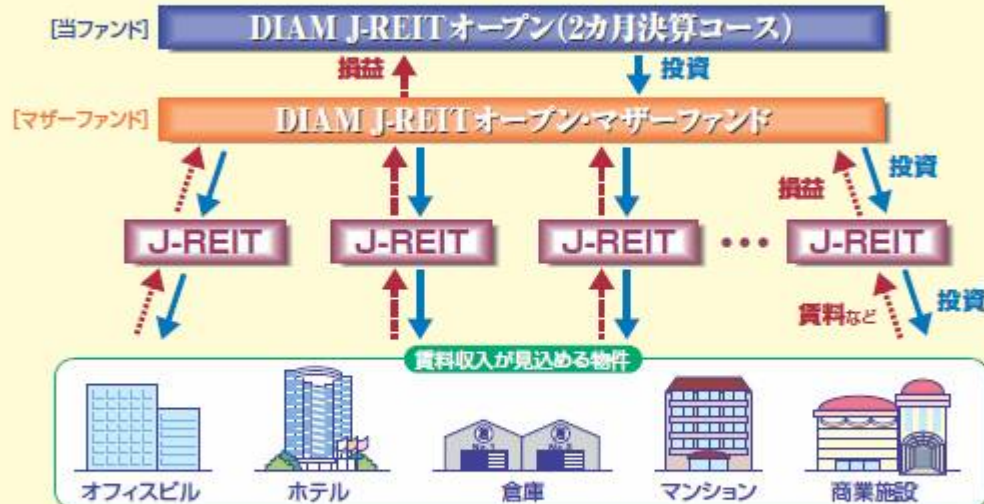 [当ファンド] DIAM J-REITオープン(2カ月決算コース)
損益 投資
[マザーファンド] DIAM J-REITオープン・マザーファンド
損益 投資
J-REIT J-REIT J-REIT ••• J-REIT
賃料など 投資
賃料収入が見込める物件
No.1
オフィスビル ホテル 倉庫 マンション 商業施設